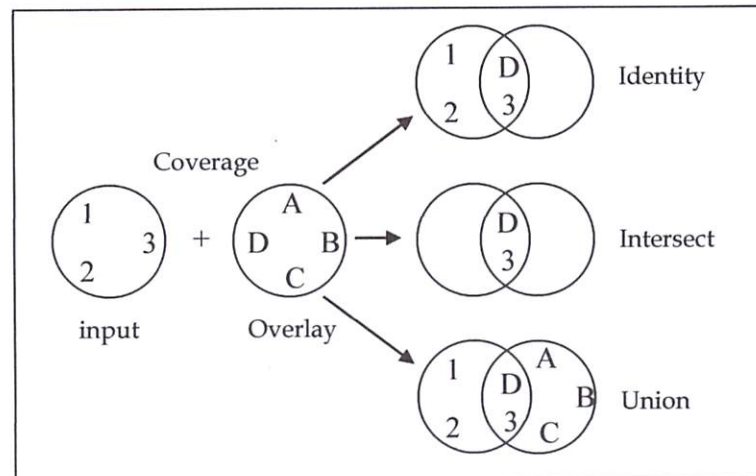 1 D
2 3
Identity
Coverage
1
2 3
+
A
D B
C
D
3
Intersect
input
Overlay
1 D A
2 3 B
C
Union